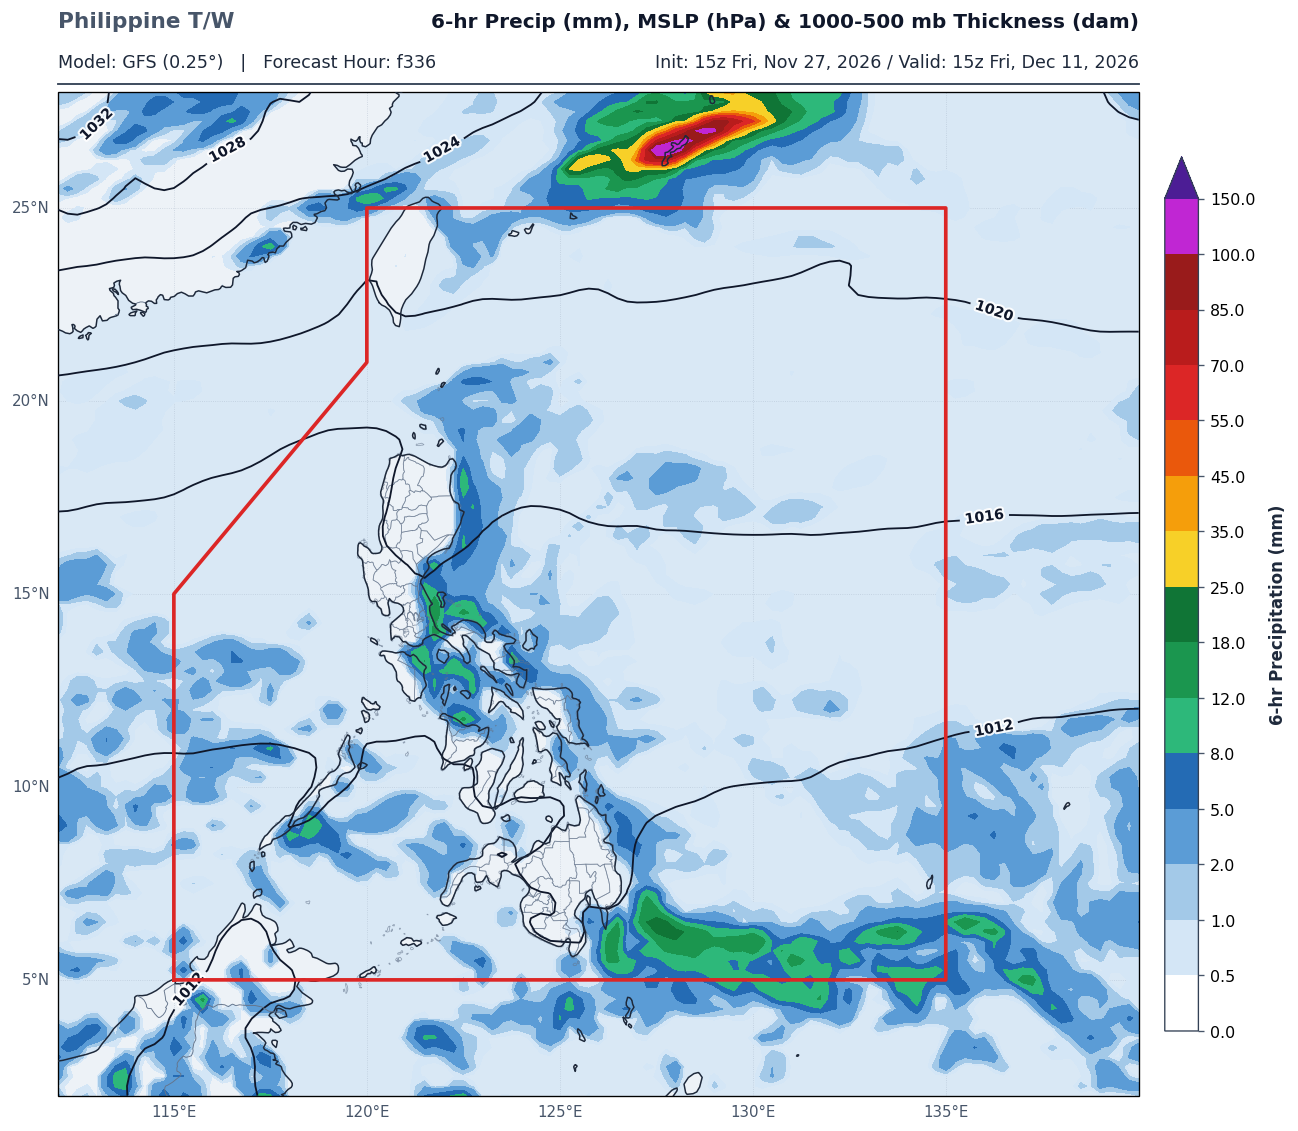 Philippine T/W
6-hr Precip (mm), MSLP (hPa) & 1000-500 mb Thickness (dam)
Model: GFS (0.25°) | Forecast Hour: f336
Init: 15z Fri, Nov 27, 2026 / Valid: 15z Fri, Dec 11, 2026
1032
1028
1024
1020
1016
1012
1012
25°N
20°N
15°N
10°N
5°N
115°E
120°E
125°E
130°E
135°E
150.0
100.0
85.0
70.0
55.0
45.0
35.0
25.0
18.0
12.0
8.0
5.0
2.0
1.0
0.5
0.0
6-hr Precipitation (mm)